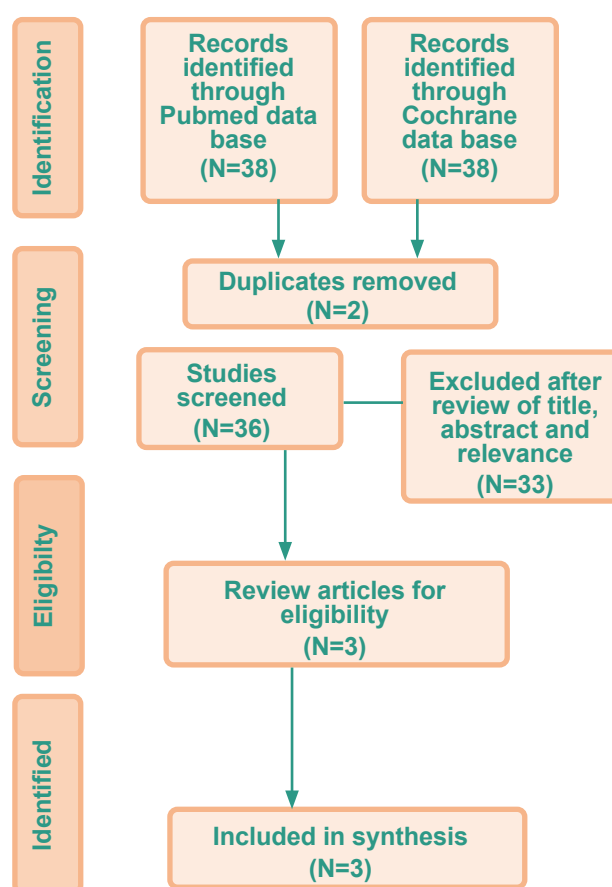 Identification
Records
identified
through
Pubmed data
base
(N=38)
Records
identified
through
Cochrane
data base
(N=38)
Screening
Duplicates removed
(N=2)
Studies
screened
(N=36)
Excluded after
review of title,
abstract and
relevance
(N=33)
Eligibilty
Review articles for
eligibility
(N=3)
Identified
Included in synthesis
(N=3)